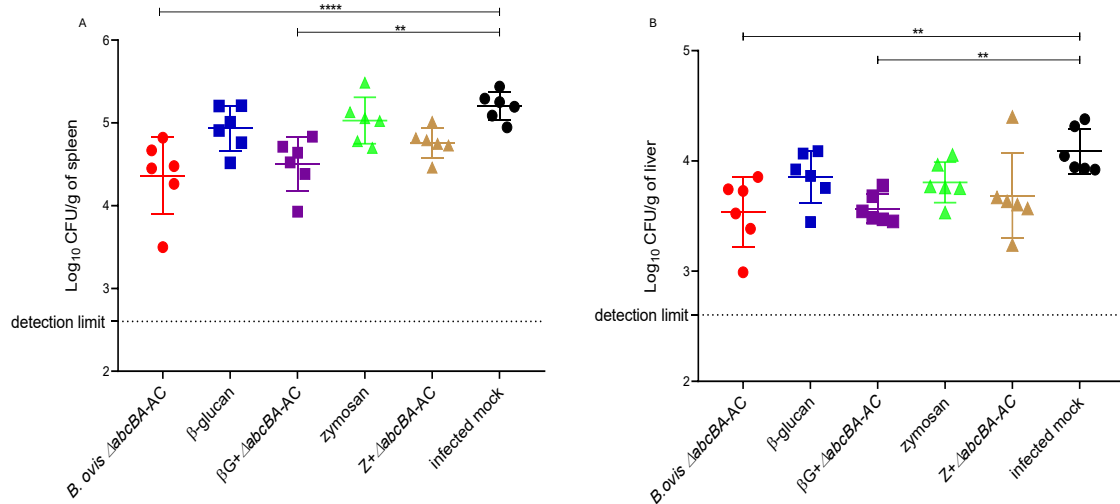 A
****
**
6
5
4
3
2
Log10 CFU/g of spleen
detection limit
B. ovis ΔabcBA-AC
β-glucan
βG+ΔabcBA-AC
zymosan
Z+ΔabcBA-AC
infected mock
B
**
**
5
4
3
2
Log10 CFU/g of liver
detection limit
B.ovis ΔabcBA-AC
β-glucan
βG+ΔabcBA-AC
zymosan
Z+ΔabcBA-AC
infected mock